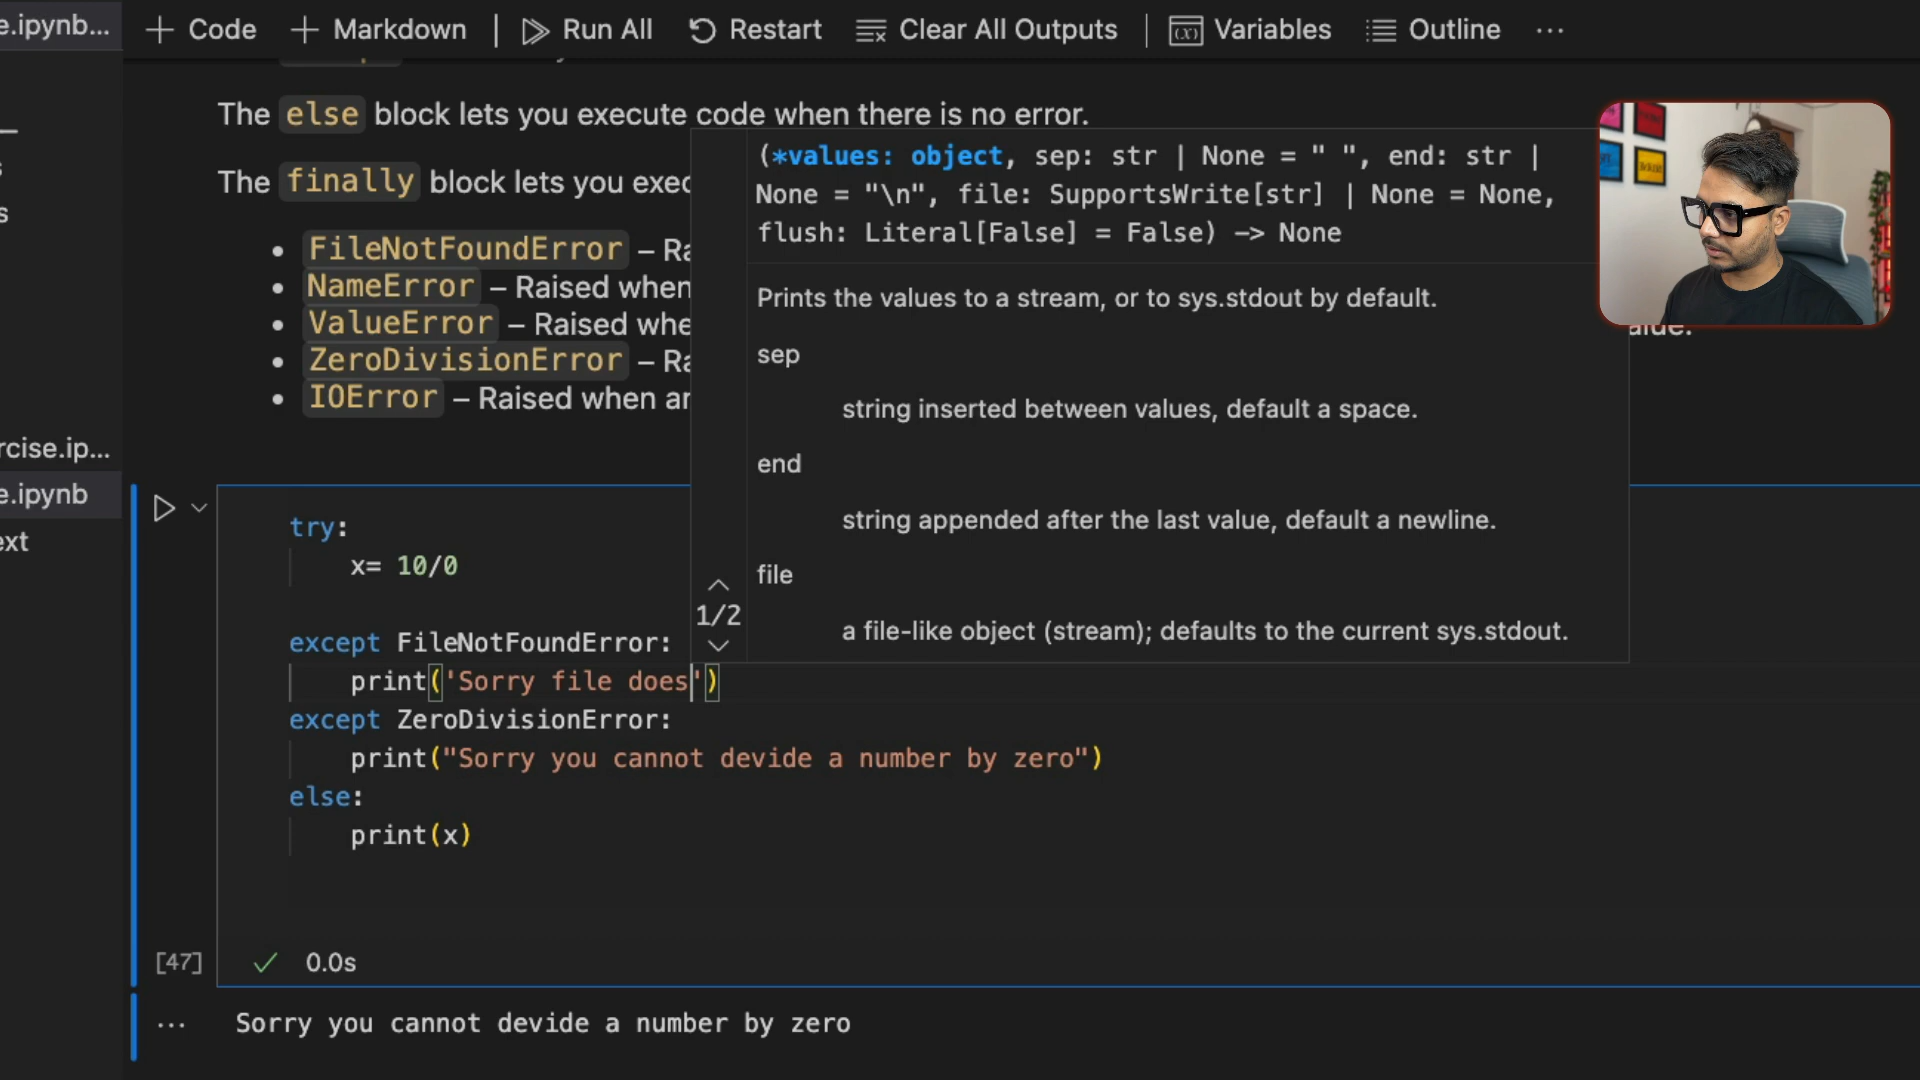 e.ipynb...
Code
Markdown
Run All
Restart
Clear All Outputs
Variables
Outline
...
The else block lets you execute code when there is no error.
The finally block lets you exec
FileNotFoundError – Ra
NameError – Raised when
ValueError – Raised whe
alue.
ZeroDivisionError – Ra
IOError – Raised when an
(*values: object, sep: str | None = " ", end: str |
None = "\n", file: SupportsWrite[str] | None = None,
flush: Literal[False] = False) -> None
Prints the values to a stream, or to sys.stdout by default.
sep
string inserted between values, default a space.
end
string appended after the last value, default a newline.
file
a file-like object (stream); defaults to the current sys.stdout.
1/2
s
s
rcise.ip...
e.ipynb
ext
try:
x= 10/0
except FileNotFoundError:
print('Sorry file does')
except ZeroDivisionError:
print("Sorry you cannot devide a number by zero")
else:
print(x)
[47]
0.0s
...
Sorry you cannot devide a number by zero